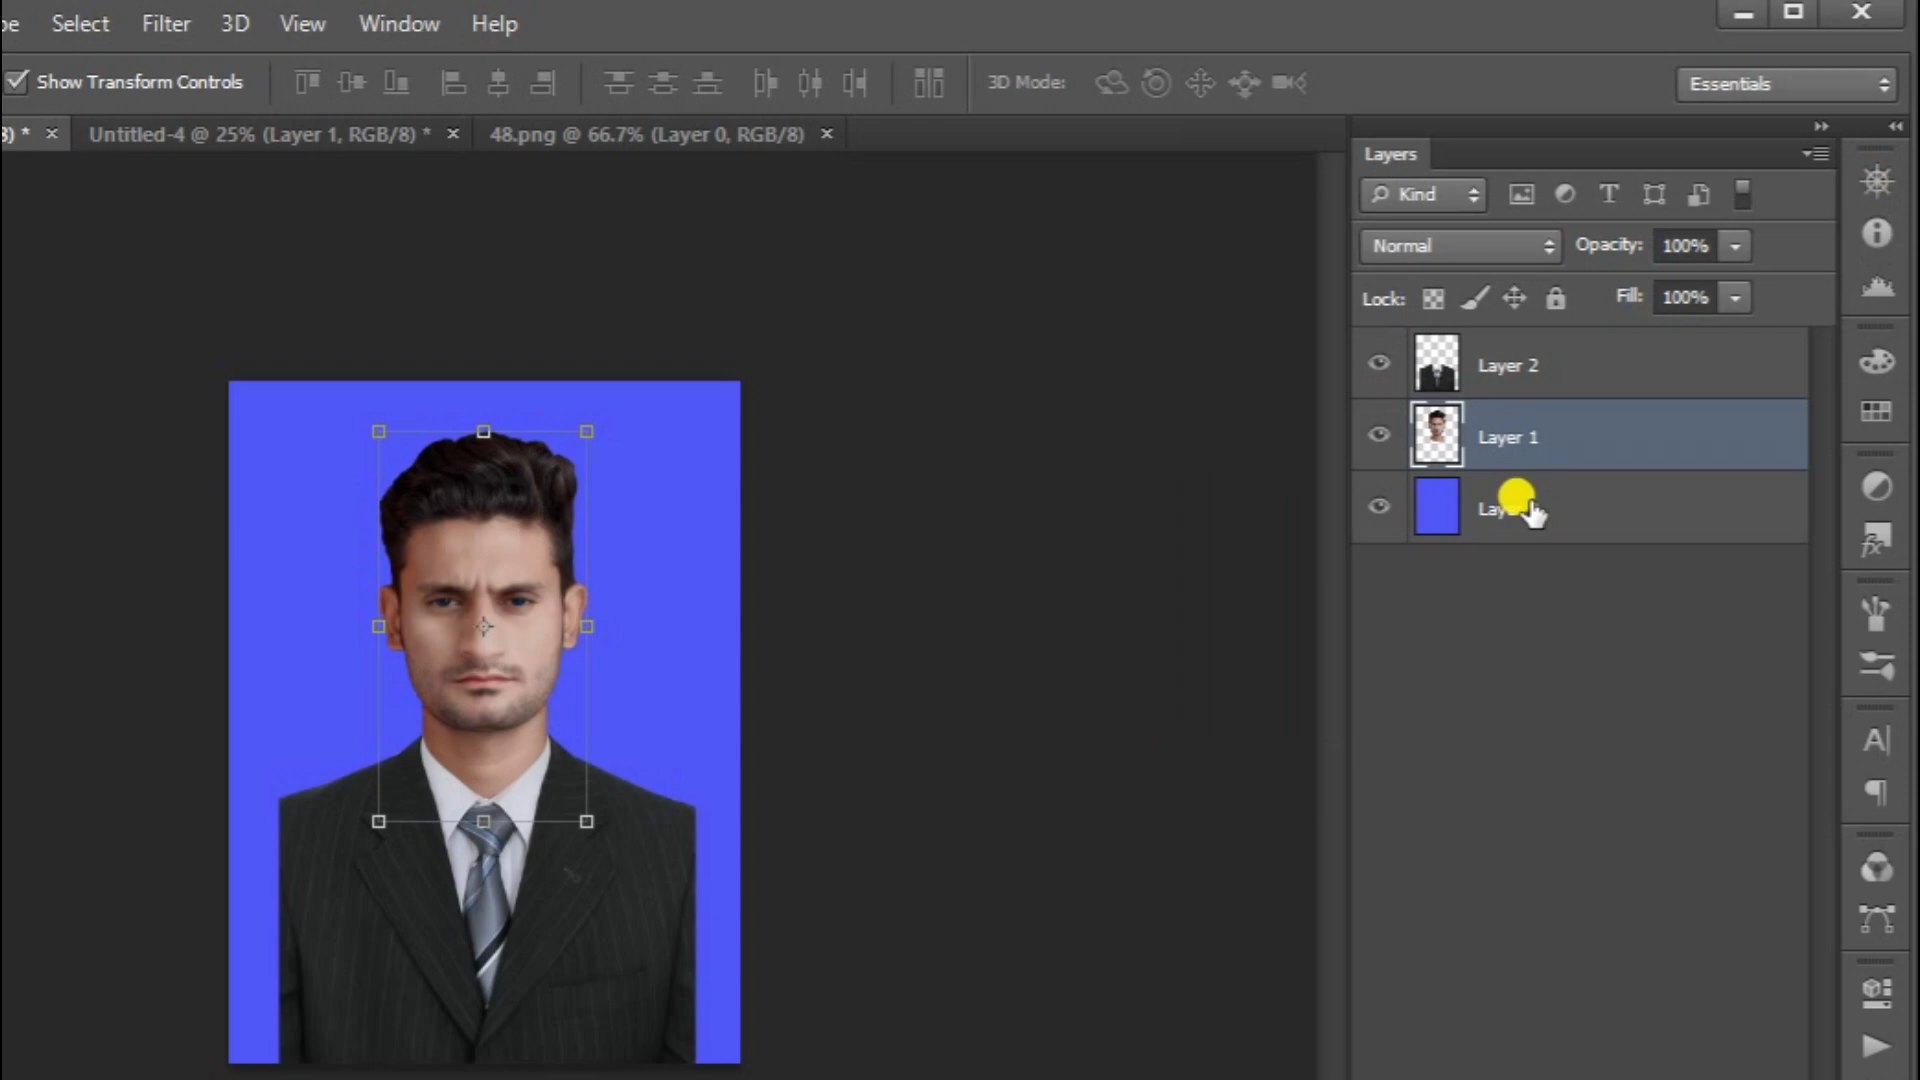 Select Filter 3D View Window Help
Show Transform Controls 3D Mode: Essentials
8) * × Untitled-4 @ 25% (Layer 1, RGB/8) * × 48.png @ 66.7% (Layer 0, RGB/8) ×
Layers
Kind
Normal Opacity: 100%
Lock: Fill: 100%
Layer 2
Layer 1